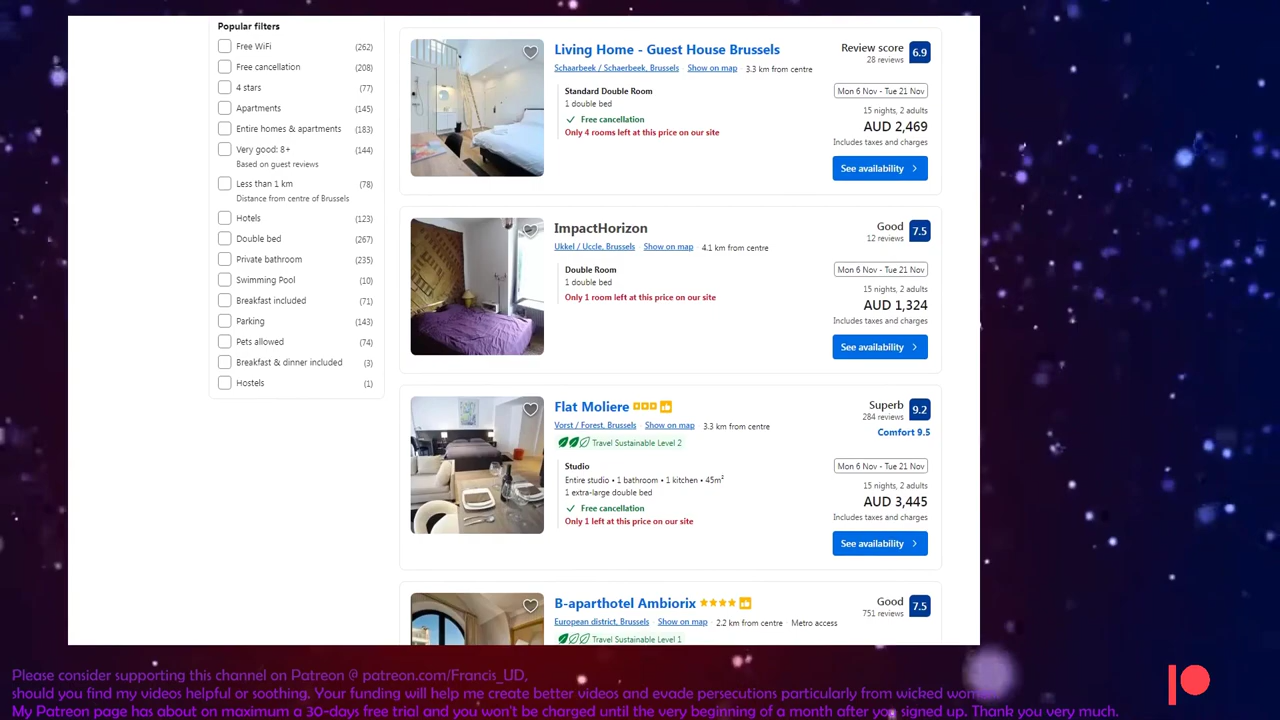 Popular filters
Free WiFi (262)
Free cancellation (208)
4 stars (77)
Apartments (145)
Entire homes & apartments (183)
Very good: 8+ (144)
Based on guest reviews
Less than 1 km (78)
Distance from centre of Brussels
Hotels (123)
Double bed (267)
Private bathroom (235)
Swimming Pool (10)
Breakfast included (71)
Parking (143)
Pets allowed (74)
Breakfast & dinner included (3)
Hostels (1)
Living Home - Guest House Brussels
Schaarbeek / Schaerbeek, Brussels Show on map 3.3 km from centre
Standard Double Room
1 double bed
Free cancellation
Only 4 rooms left at this price on our site
Review score 6.9
28 reviews
Mon 6 Nov - Tue 21 Nov
15 nights, 2 adults
AUD 2,469
Includes taxes and charges
See availability
ImpactHorizon
Ukkel / Uccle, Brussels Show on map 4.1 km from centre
Double Room
1 double bed
Only 1 room left at this price on our site
Good 7.5
12 reviews
Mon 6 Nov - Tue 21 Nov
15 nights, 2 adults
AUD 1,324
Includes taxes and charges
See availability
Flat Moliere
Vorst / Forest, Brussels Show on map 3.3 km from centre
Travel Sustainable Level 2
Studio
Entire studio • 1 bathroom • 1 kitchen • 45m²
1 extra-large double bed
Free cancellation
Only 1 left at this price on our site
Superb 9.2
284 reviews
Comfort 9.5
Mon 6 Nov - Tue 21 Nov
15 nights, 2 adults
AUD 3,445
Includes taxes and charges
See availability
B-aparthotel Ambiorix
European district, Brussels Show on map 2.2 km from centre Metro access
Travel Sustainable Level 1
Good 7.5
751 reviews
Please consider supporting this channel on Patreon @ patreon.com/Francis_UD,
should you find my videos helpful or soothing. Your funding will help me create better videos and evade persecutions particularly from wicked women.
My Patreon page has about on maximum a 30-days free trial and you won't be charged until the very beginning of a month after you signed up. Thank you very much.